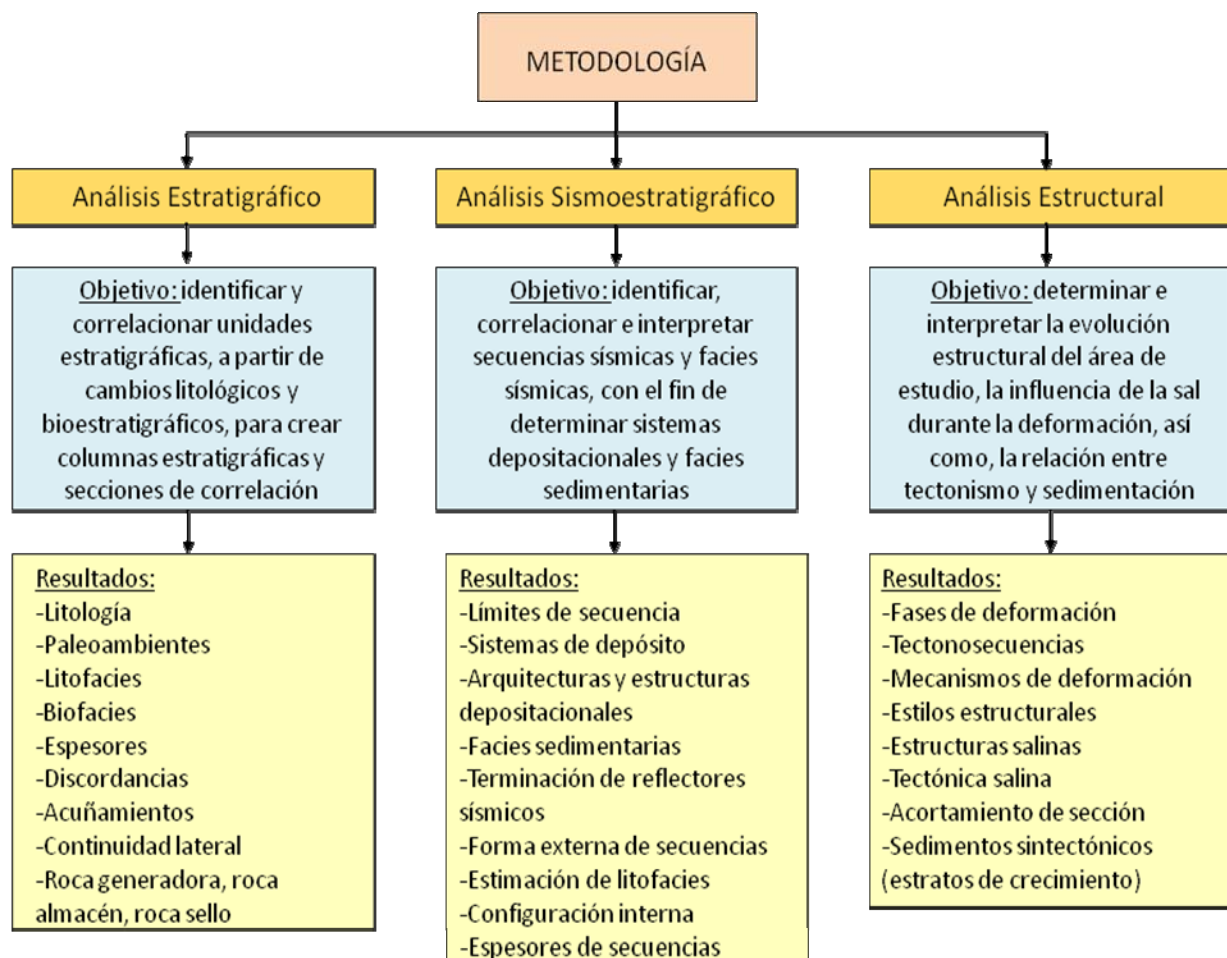 METODOLOGÍA
Análisis Estratigráfico
Objetivo: identificar y
correlacionar unidades
estratigráficas, a partir de
cambios litológicos y
bioestratigráficos, para crear
columnas estratigráficas y
secciones de correlación
Resultados:
-Litología
-Paleoambientes
-Litofacies
-Biofacies
-Espesores
-Discordancias
-Acuñamientos
-Continuidad lateral
-Roca generadora, roca
almacén, roca sello
Análisis Sismoestratigráfico
Objetivo: identificar,
correlacionar e interpretar
secuencias sísmicas y facies
sísmicas, con el fin de
determinar sistemas
depositacionales y facies
sedimentarias
Resultados:
-Límites de secuencia
-Sistemas de depósito
-Arquitecturas y estructuras
depositacionales
-Facies sedimentarias
-Terminación de reflectores
sísmicos
-Forma externa de secuencias
-Estimación de litofacies
-Configuración interna
-Espesores de secuencias
Análisis Estructural
Objetivo: determinar e
interpretar la evolución
estructural del área de
estudio, la influencia de la sal
durante la deformación, así
como, la relación entre
tectonismo y sedimentación
Resultados:
-Fases de deformación
-Tectonosecuencias
-Mecanismos de deformación
-Estilos estructurales
-Estructuras salinas
-Tectónica salina
-Acortamiento de sección
-Sedimentos sintectónicos
(estratos de crecimiento)